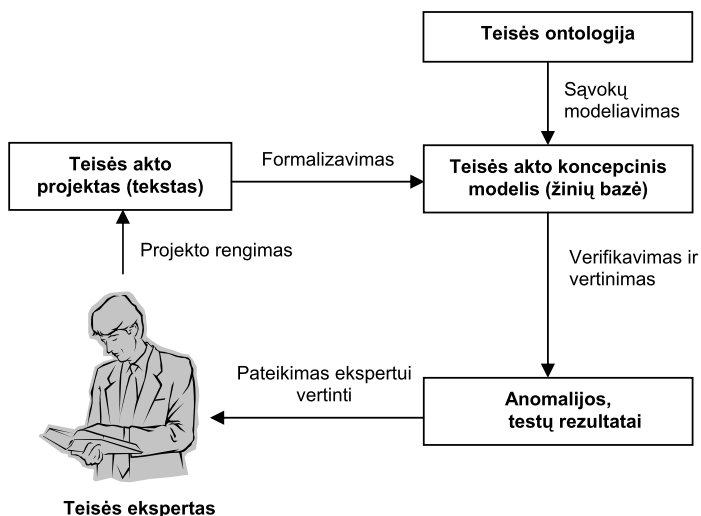 Teisės ontologija
Sąvokų
modeliavimas
Teisės akto
projektas (tekstas)
Formalizavimas
Teisės akto koncepcinis
modelis (žinių bazė)
Projekto rengimas
Verifikavimas ir
vertinimas
Pateikimas ekspertui
vertinti
Anomalijos,
testų rezultatai
Teisės ekspertas